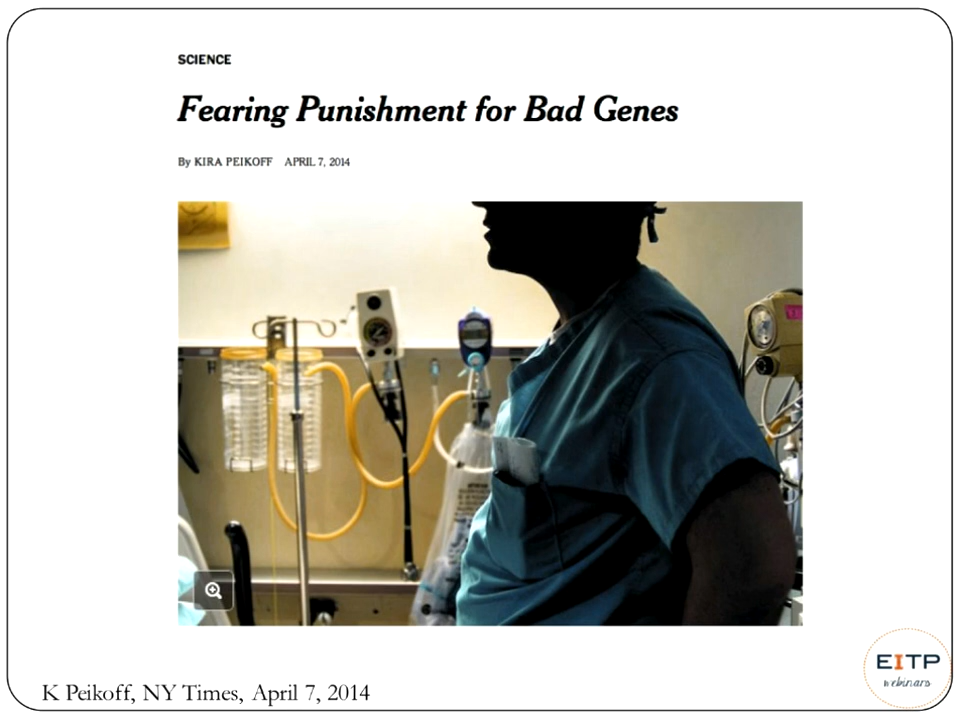 SCIENCE
Fearing Punishment for Bad Genes
By KIRA PEIKOFF APRIL 7, 2014
K Peikoff, NY Times, April 7, 2014
EITP
webinars